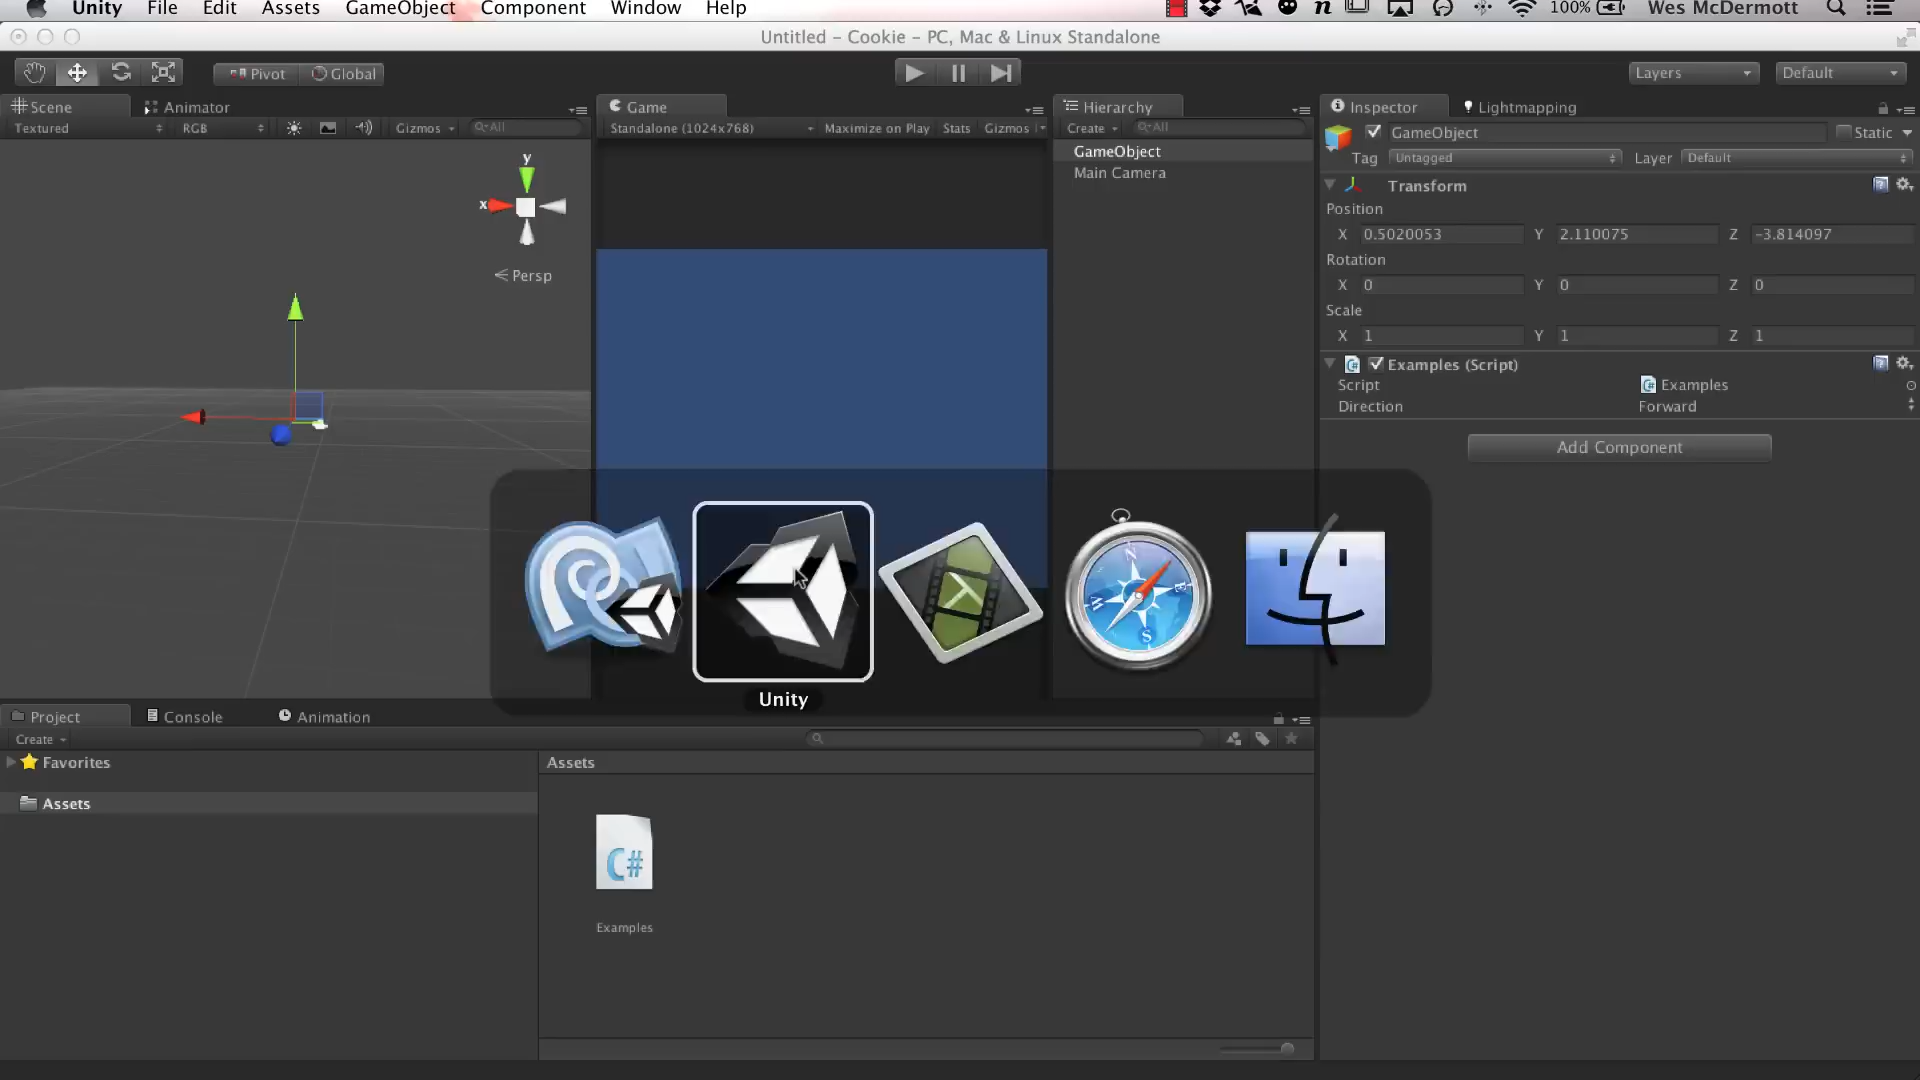 Unity File Edit Assets GameObject Component Window Help 100% Wes McDermott
Untitled - Cookie - PC, Mac & Linux Standalone
Pivot Global Layers Default
Scene Animator Game Hierarchy Inspector Lightmapping
Textured RGB Gizmos All Standalone (1024x768) Maximize on Play Stats Gizmos Create All
GameObject Static
Tag Untagged Layer Default
GameObject
Main Camera
Transform
Position
X 0.5020053 Y 2.110075 Z -3.814097
Rotation
X 0 Y 0 Z 0
Scale
X 1 Y 1 Z 1
Examples (Script)
Script Examples
Direction Forward
Add Component
y
x
Persp
N
W
E
S
Unity
Project Console Animation
Create
Favorites
Assets
Assets
C#
Examples